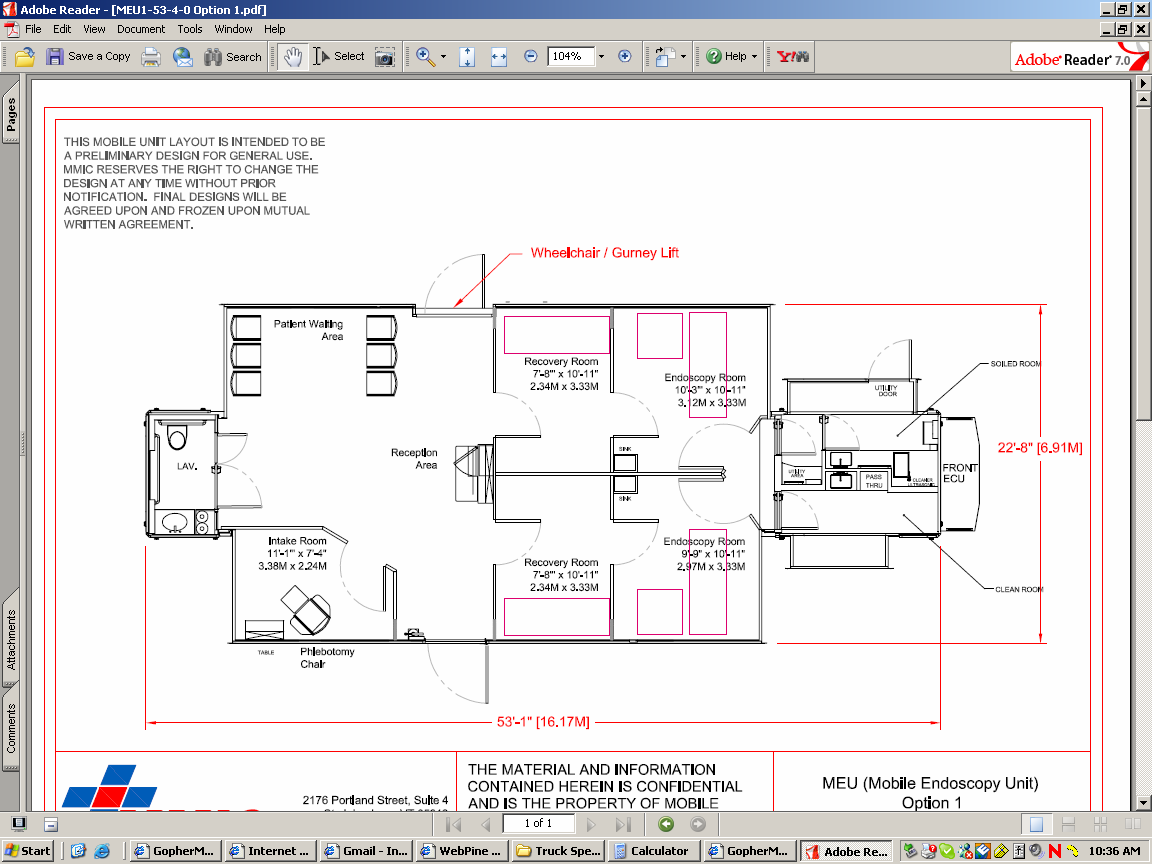 Adobe Reader - [MEU1-53-4-0 Option 1.pdf]
File Edit View Document Tools Window Help
Save a Copy Search Select 104% Help Y!
Adobe® Reader® 7.0
Pages
THIS MOBILE UNIT LAYOUT IS INTENDED TO BE
A PRELIMINARY DESIGN FOR GENERAL USE.
MMIC RESERVES THE RIGHT TO CHANGE THE
DESIGN AT ANY TIME WITHOUT PRIOR
NOTIFICATION. FINAL DESIGNS WILL BE
AGREED UPON AND FROZEN UPON MUTUAL
WRITTEN AGREEMENT.
Wheelchair / Gurney Lift
Patient Waiting
Area
Recovery Room
7'-8"' x 10'-11"
2.34M x 3.33M
Endoscopy Room
10'-3"' x 10'-11"
3.12M x 3.33M
SOILED ROOM
UTILITY
DOOR
22'-8" [6.91M]
LAV.
Reception
Area
SINK
SINK
UTILITY
AREA
PASS
THRU
CLEANER
ULTRASONIC
FRONT
ECU
Intake Room
11'-1"' x 7'-4"
3.38M x 2.24M
Recovery Room
7'-8"' x 10'-11"
2.34M x 3.33M
Endoscopy Room
9'-9" x 10'-11"
2.97M x 3.33M
CLEAN ROOM
TABLE
Phlebotomy
Chair
53'-1" [16.17M]
Attachments
Comments
2176 Portland Street, Suite 4
THE MATERIAL AND INFORMATION
CONTAINED HEREIN IS CONFIDENTIAL
AND IS THE PROPERTY OF MOBILE
MEU (Mobile Endoscopy Unit)
Option 1
1 of 1
Start GopherM... Internet ... Gmail - In... WebPine ... Truck Spe... Calculator GopherM... Adobe Re... 10:36 AM